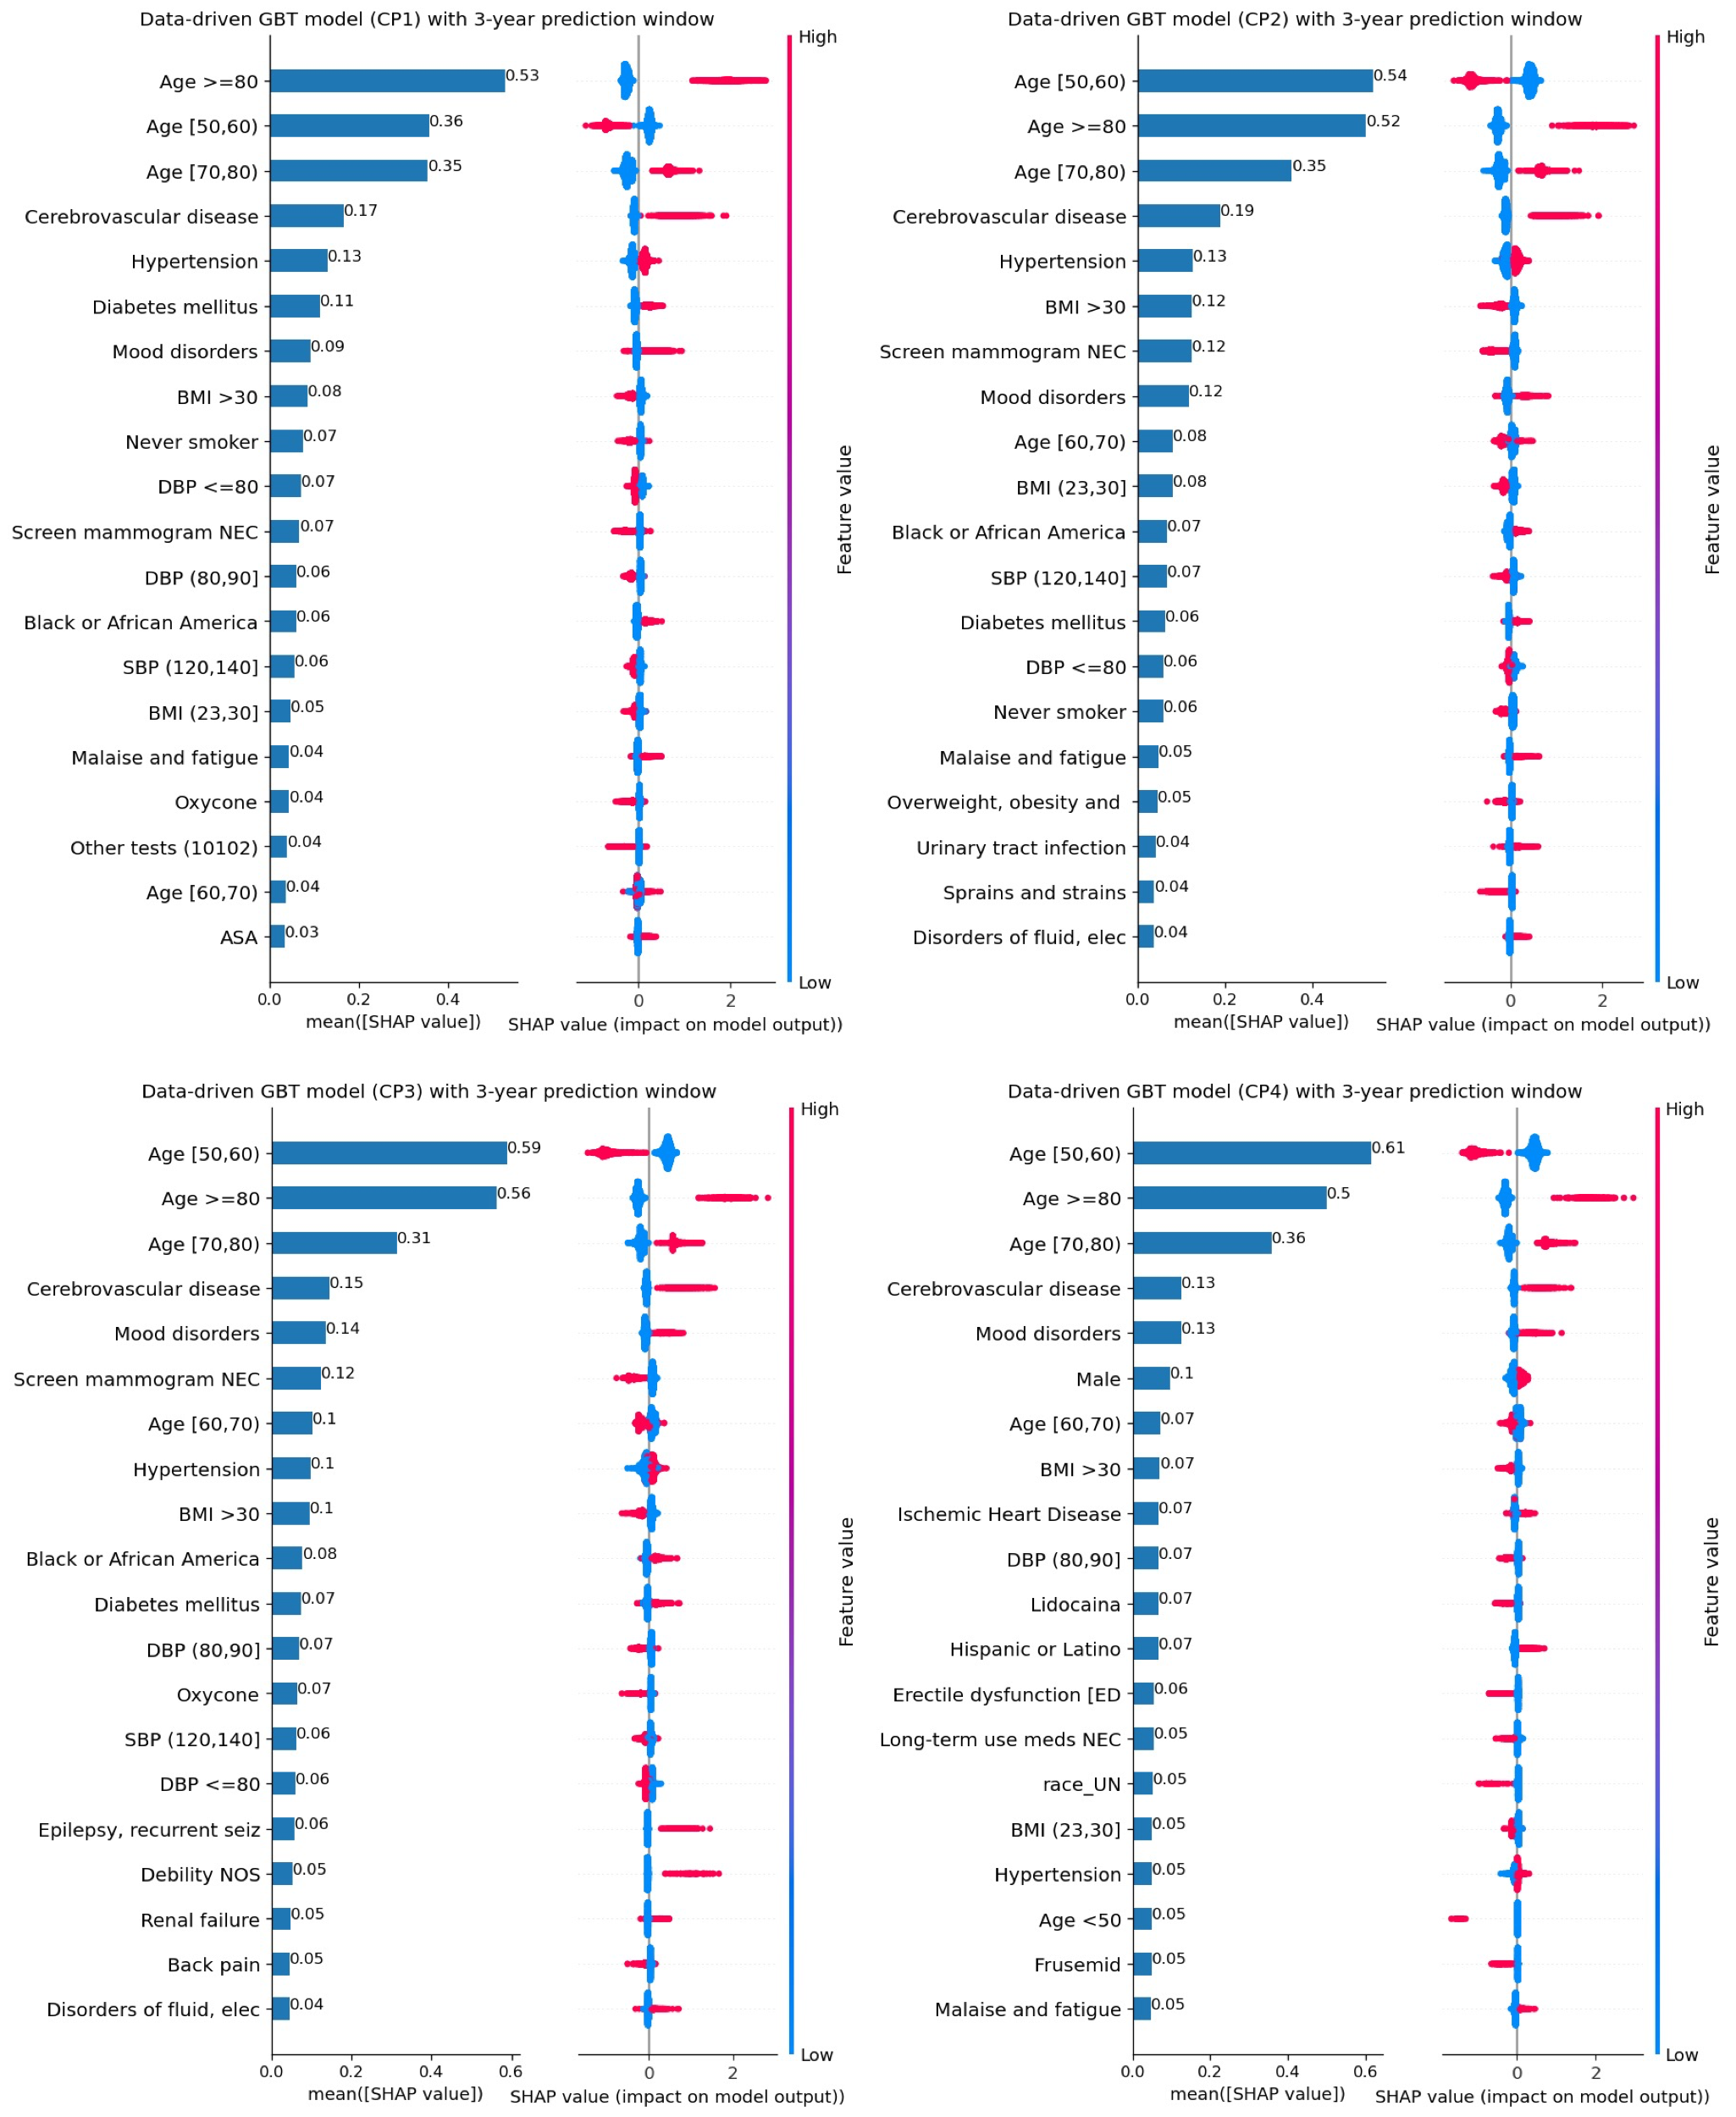 Data-driven GBT model (CP1) with 3-year prediction window
High
Age >=80
0.53
Age [50,60)
0.36
Age [70,80)
0.35
Cerebrovascular disease
0.17
Hypertension
0.13
Diabetes mellitus
0.11
Mood disorders
0.09
BMI >30
0.08
Never smoker
0.07
DBP <=80
0.07
Screen mammogram NEC
0.07
DBP (80,90]
0.06
Black or African America
0.06
SBP (120,140]
0.06
BMI (23,30]
0.05
Malaise and fatigue
0.04
Oxycone
0.04
Other tests (10102)
0.04
Age [60,70)
0.04
ASA
0.03
Feature value
Low
0.0 0.2 0.4
mean([SHAP value])
0 2
SHAP value (impact on model output))
Data-driven GBT model (CP2) with 3-year prediction window
High
Age [50,60)
0.54
Age >=80
0.52
Age [70,80)
0.35
Cerebrovascular disease
0.19
Hypertension
0.13
BMI >30
0.12
Screen mammogram NEC
0.12
Mood disorders
0.12
Age [60,70)
0.08
BMI (23,30]
0.08
Black or African America
0.07
SBP (120,140]
0.07
Diabetes mellitus
0.06
DBP <=80
0.06
Never smoker
0.06
Malaise and fatigue
0.05
Overweight, obesity and
0.05
Urinary tract infection
0.04
Sprains and strains
0.04
Disorders of fluid, elec
0.04
Feature value
Low
0.0 0.2 0.4
mean([SHAP value])
0 2
SHAP value (impact on model output))
Data-driven GBT model (CP3) with 3-year prediction window
High
Age [50,60)
0.59
Age >=80
0.56
Age [70,80)
0.31
Cerebrovascular disease
0.15
Mood disorders
0.14
Screen mammogram NEC
0.12
Age [60,70)
0.1
Hypertension
0.1
BMI >30
0.1
Black or African America
0.08
Diabetes mellitus
0.07
DBP (80,90]
0.07
Oxycone
0.07
SBP (120,140]
0.06
DBP <=80
0.06
Epilepsy, recurrent seiz
0.06
Debility NOS
0.05
Renal failure
0.05
Back pain
0.05
Disorders of fluid, elec
0.04
Feature value
Low
0.0 0.2 0.4 0.6
mean([SHAP value])
0 2
SHAP value (impact on model output))
Data-driven GBT model (CP4) with 3-year prediction window
High
Age [50,60)
0.61
Age >=80
0.5
Age [70,80)
0.36
Cerebrovascular disease
0.13
Mood disorders
0.13
Male
0.1
Age [60,70)
0.07
BMI >30
0.07
Ischemic Heart Disease
0.07
DBP (80,90]
0.07
Lidocaina
0.07
Hispanic or Latino
0.07
Erectile dysfunction [ED
0.06
Long-term use meds NEC
0.05
race_UN
0.05
BMI (23,30]
0.05
Hypertension
0.05
Age <50
0.05
Frusemid
0.05
Malaise and fatigue
0.05
Feature value
Low
0.0 0.2 0.4 0.6
mean([SHAP value])
0 2
SHAP value (impact on model output))